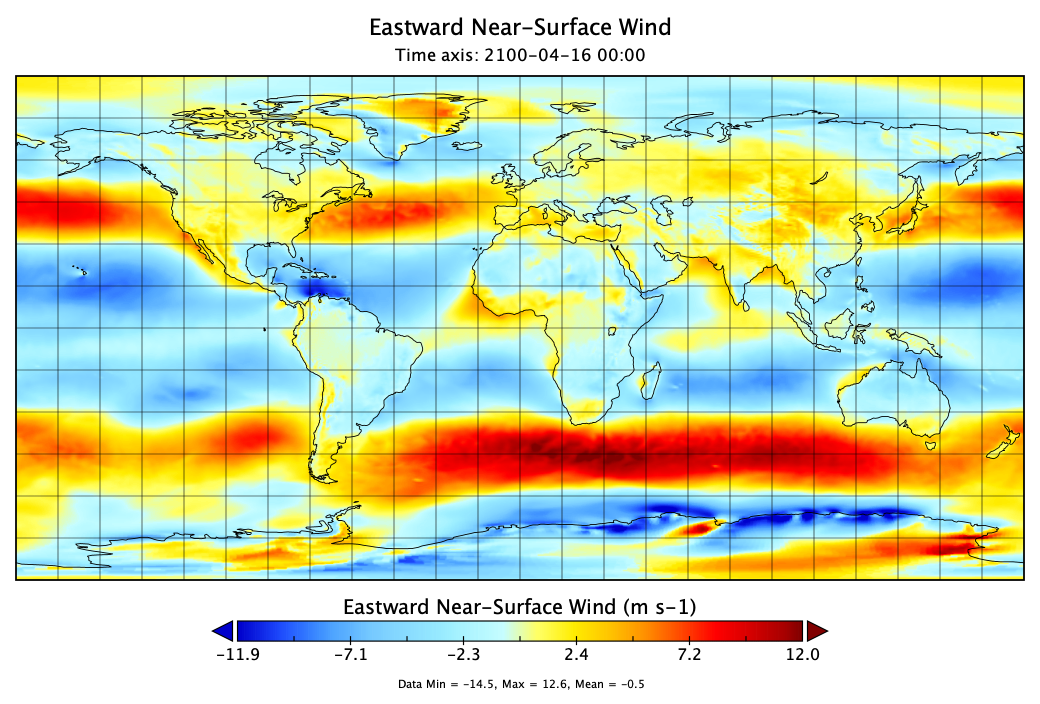 Eastward Near−Surface Wind
Time axis: 2100−04−16 00:00
Eastward Near−Surface Wind (m s−1)
−11.9 −7.1 −2.3 2.4 7.2 12.0
Data Min = −14.5, Max = 12.6, Mean = −0.5